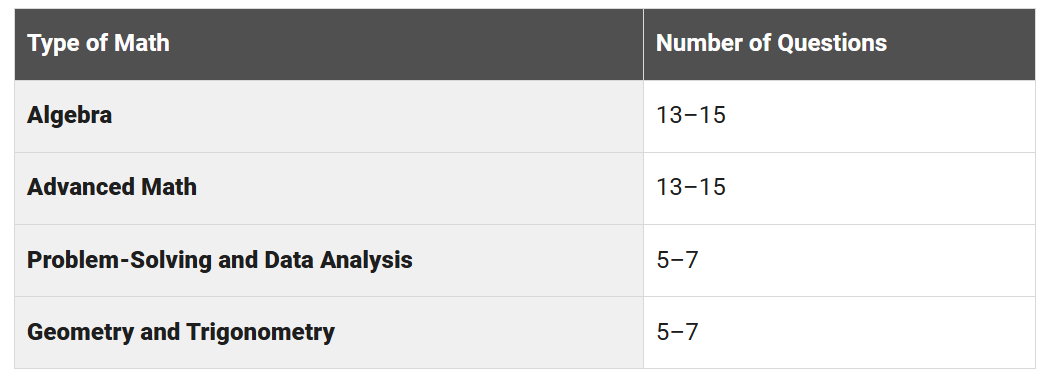 Type of Math Number of Questions
Algebra 13–15
Advanced Math 13–15
Problem-Solving and Data Analysis 5–7
Geometry and Trigonometry 5–7